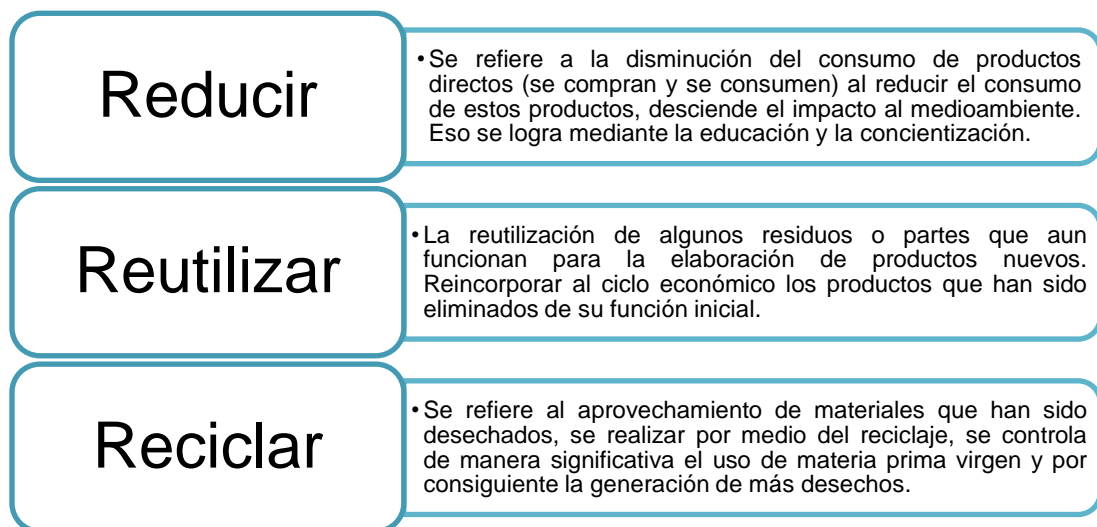 Reducir
•Se refiere a la disminución del consumo de productos
directos (se compran y se consumen) al reducir el consumo
de estos productos, desciende el impacto al medioambiente.
Eso se logra mediante la educación y la concientización.
Reutilizar
•La reutilización de algunos residuos o partes que aun
funcionan para la elaboración de productos nuevos.
Reincorporar al ciclo económico los productos que han sido
eliminados de su función inicial.
Reciclar
•Se refiere al aprovechamiento de materiales que han sido
desechados, se realizar por medio del reciclaje, se controla
de manera significativa el uso de materia prima virgen y por
consiguiente la generación de más desechos.